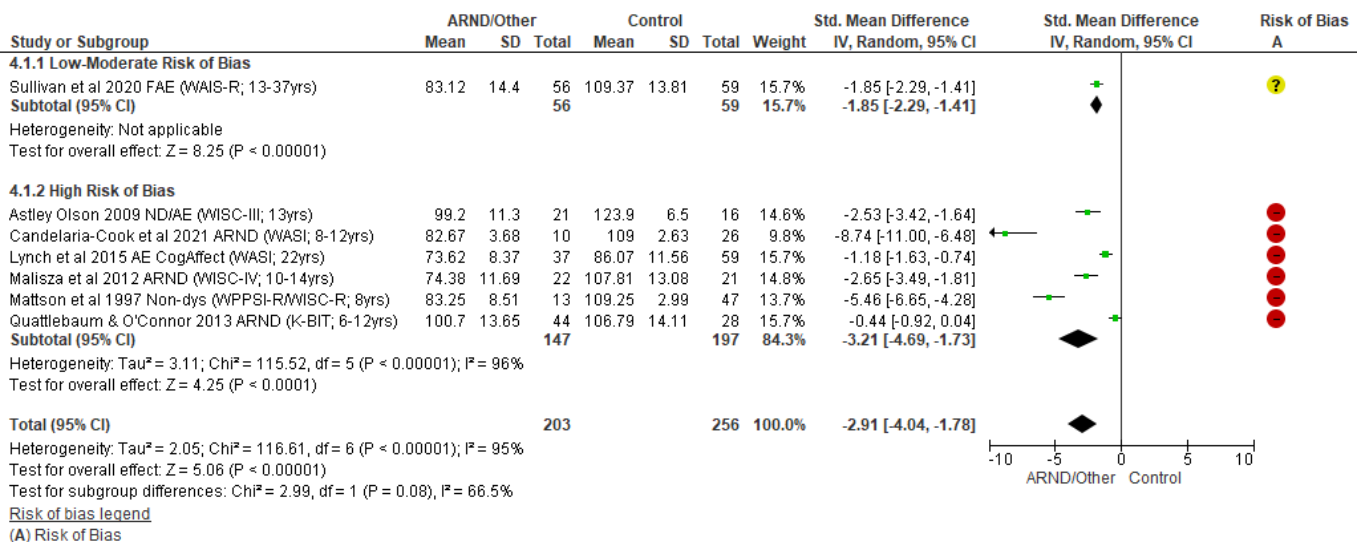 ARND/Other Control Std. Mean Difference Std. Mean Difference Risk of Bias
Study or Subgroup Mean SD Total Mean SD Total Weight IV, Random, 95% CI IV, Random, 95% CI A
4.1.1 Low-Moderate Risk of Bias
Sullivan et al 2020 FAE (WAIS-R; 13-37yrs) 83.12 14.4 56 109.37 13.81 59 15.7% -1.85 [-2.29, -1.41] ?
Subtotal (95% CI) 56 59 15.7% -1.85 [-2.29, -1.41]
Heterogeneity: Not applicable
Test for overall effect: Z = 8.25 (P < 0.00001)
4.1.2 High Risk of Bias
Astley Olson 2009 ND/AE (WISC-III; 13yrs) 99.2 11.3 21 123.9 6.5 16 14.6% -2.53 [-3.42, -1.64]
Candelaria-Cook et al 2021 ARND (WASI; 8-12yrs) 82.67 3.68 10 109 2.63 26 9.8% -8.74 [-11.00, -6.48]
Lynch et al 2015 AE CogAffect (WASI; 22yrs) 73.62 8.37 37 86.07 11.56 59 15.7% -1.18 [-1.63, -0.74]
Malisza et al 2012 ARND (WISC-IV; 10-14yrs) 74.38 11.69 22 107.81 13.08 21 14.8% -2.65 [-3.49, -1.81]
Mattson et al 1997 Non-dys (WPPSI-R/WISC-R; 8yrs) 83.25 8.51 13 109.25 2.99 47 13.7% -5.46 [-6.65, -4.28]
Quattlebaum & O'Connor 2013 ARND (K-BIT; 6-12yrs) 100.7 13.65 44 106.79 14.11 28 15.7% -0.44 [-0.92, 0.04]
Subtotal (95% CI) 147 197 84.3% -3.21 [-4.69, -1.73]
Heterogeneity: Tau² = 3.11; Chi² = 115.52, df = 5 (P < 0.00001); I² = 96%
Test for overall effect: Z = 4.25 (P < 0.0001)
Total (95% CI) 203 256 100.0% -2.91 [-4.04, -1.78]
Heterogeneity: Tau² = 2.05; Chi² = 116.61, df = 6 (P < 0.00001); I² = 95%
Test for overall effect: Z = 5.06 (P < 0.00001)
Test for subgroup differences: Chi² = 2.99, df = 1 (P = 0.08), I² = 66.5%
-10 -5 0 5 10
ARND/Other Control
Risk of bias legend
(A) Risk of Bias